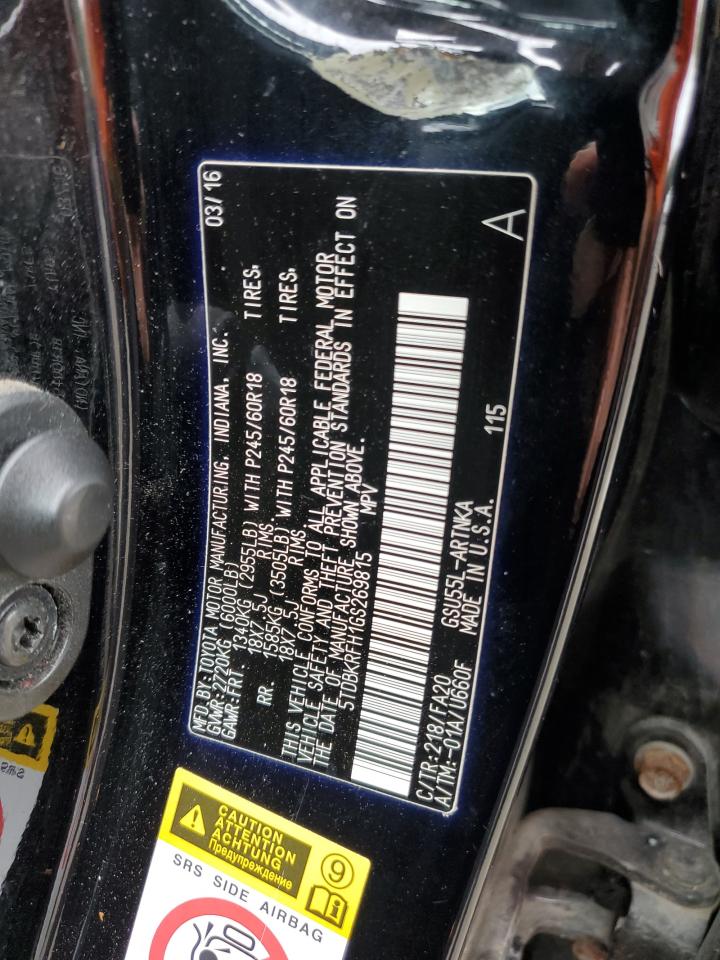 MFD.BY:TOYOTA MOTOR MANUFACTURING, INDIANA, INC. 03/16
GVWR:2720KG (6000LB)
GAWR:FRT. 1340KG (2955LB) WITH P245/60R18 TIRES,
18X7.5J RIMS
RR. 1585KG (3505LB) WITH P245/60R18 TIRES,
18X7.5J RIMS
THIS VEHICLE CONFORMS TO ALL APPLICABLE FEDERAL MOTOR
VEHICLE SAFETY AND THEFT PREVENTION STANDARDS IN EFFECT ON
THE DATE OF MANUFACTURE SHOWN ABOVE.
5TDBKRFH1GS269815 MPV
C/TR:218/FA20 GSU55L-ARTNKA 115
A/TM:-01A/U660F MADE IN U.S.A. A
CAUTION
ATTENTION
ACHTUNG
Предупреждение
9
i
SRS SIDE AIRBAG